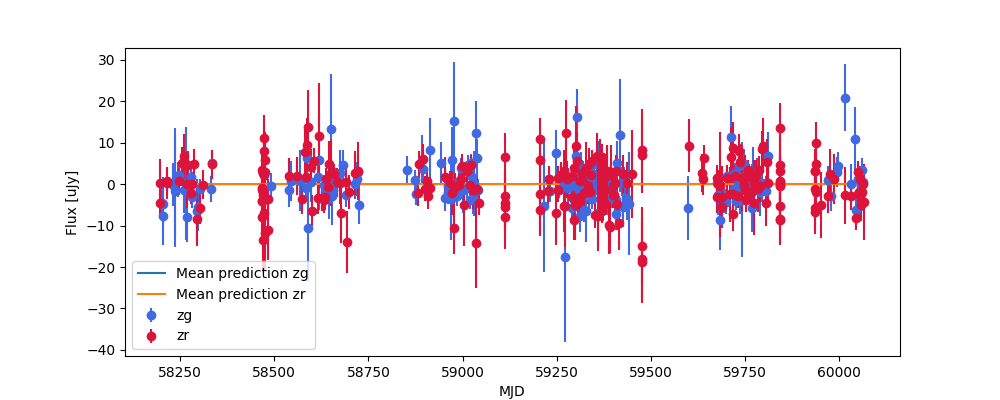 30
20
10
0
−10
−20
−30
−40
Flux [uJy]
Mean prediction zg
Mean prediction zr
zg
zr
58250 58500 58750 59000 59250 59500 59750 60000
MJD